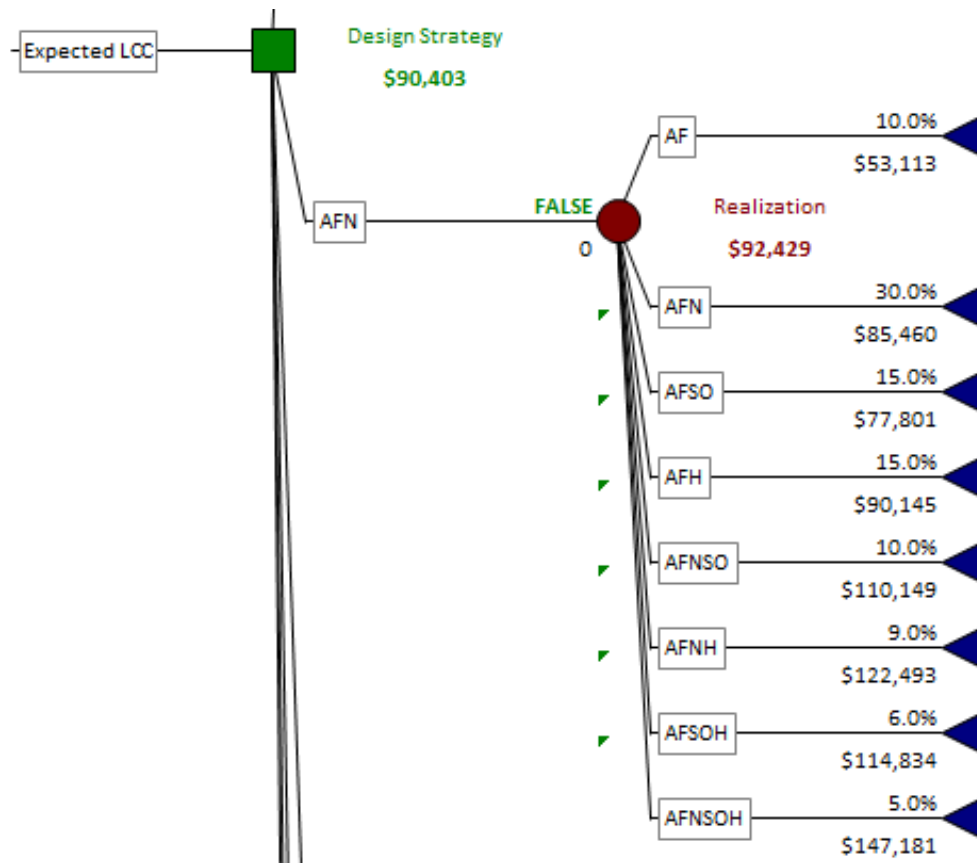 Expected LCC
Design Strategy
$90,403
AFN
FALSE
0
Realization
$92,429
AF
10.0%
$53,113
AFN
30.0%
$85,460
AFSO
15.0%
$77,801
AFH
15.0%
$90,145
AFNSO
10.0%
$110,149
AFNH
9.0%
$122,493
AFSOH
6.0%
$114,834
AFNSOH
5.0%
$147,181